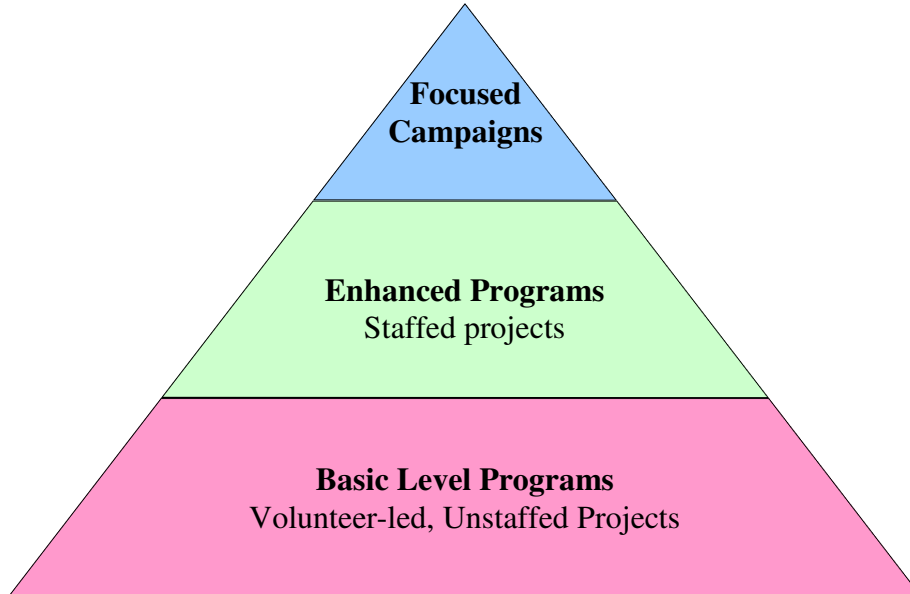 Focused
Campaigns
Enhanced Programs
Staffed projects
Basic Level Programs
Volunteer-led, Unstaffed Projects